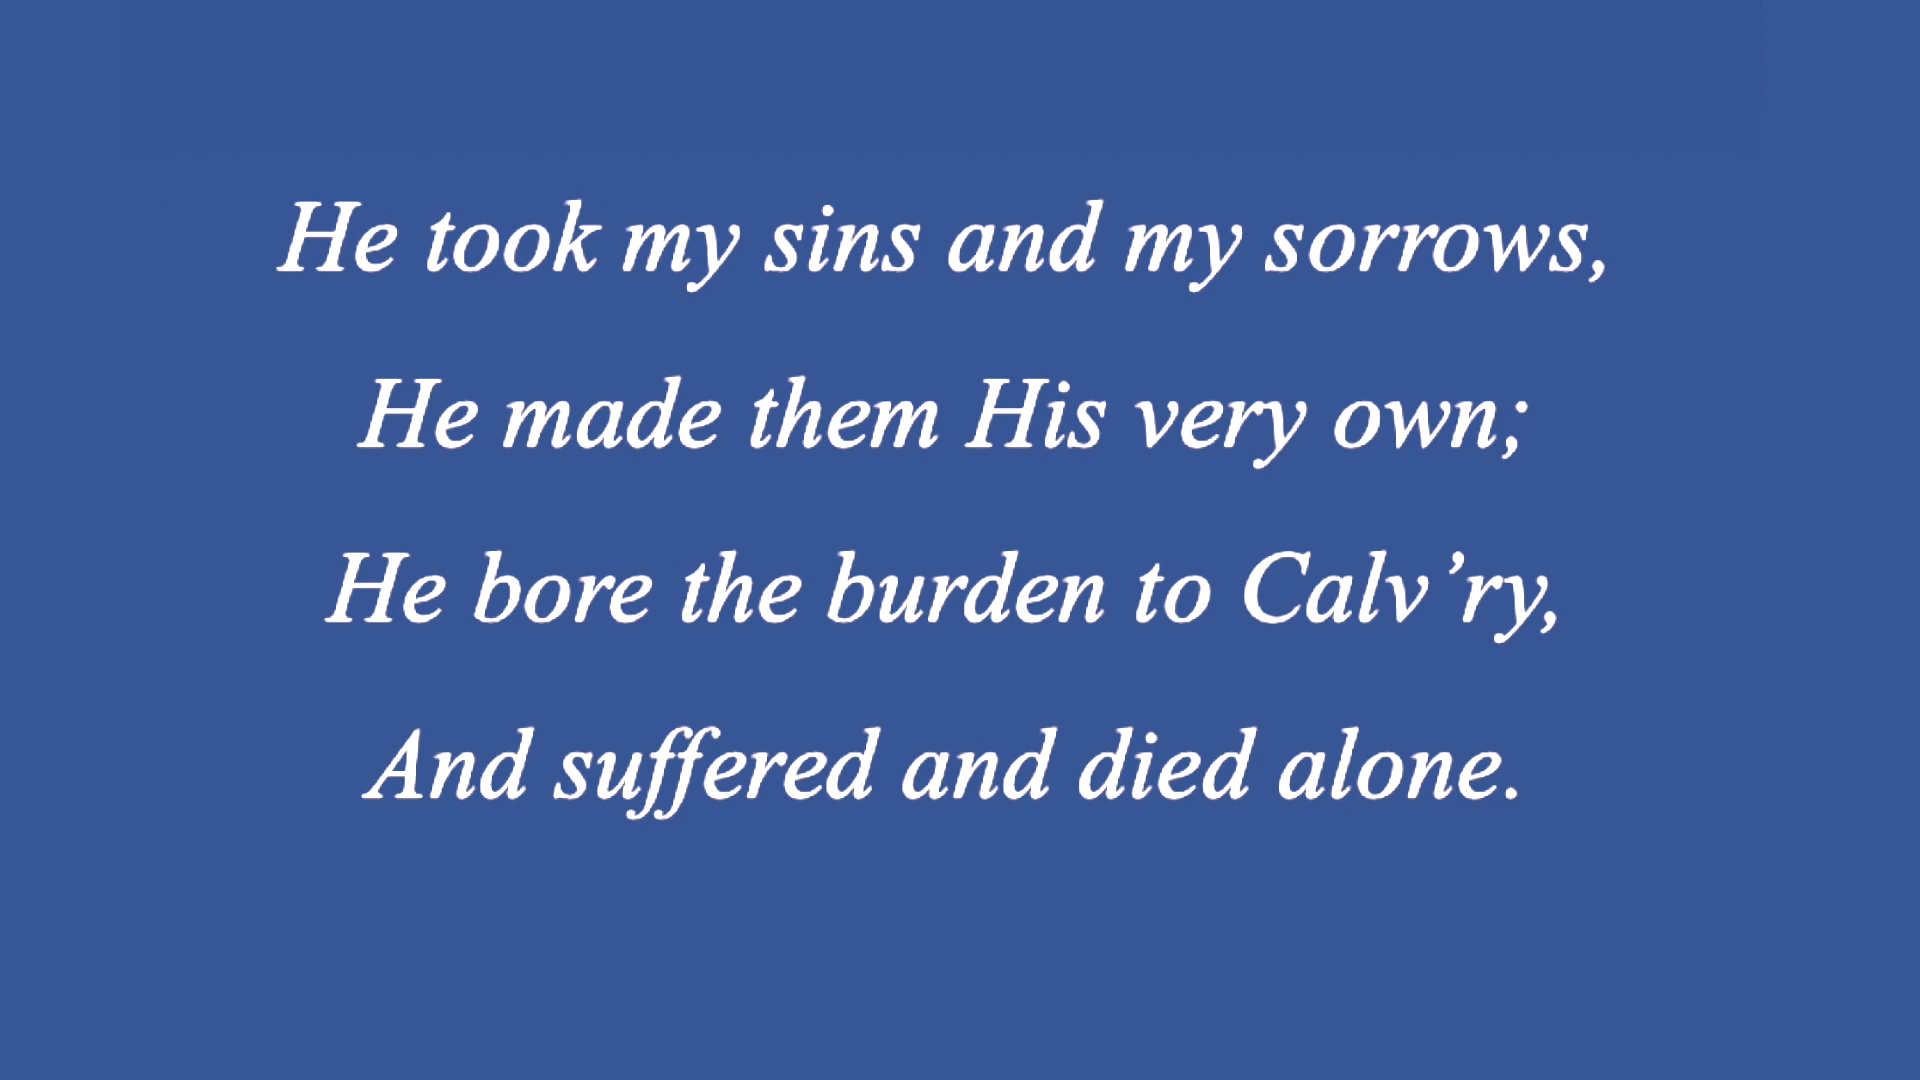 He took my sins and my sorrows,
He made them His very own;
He bore the burden to Calv’ry,
And suffered and died alone.